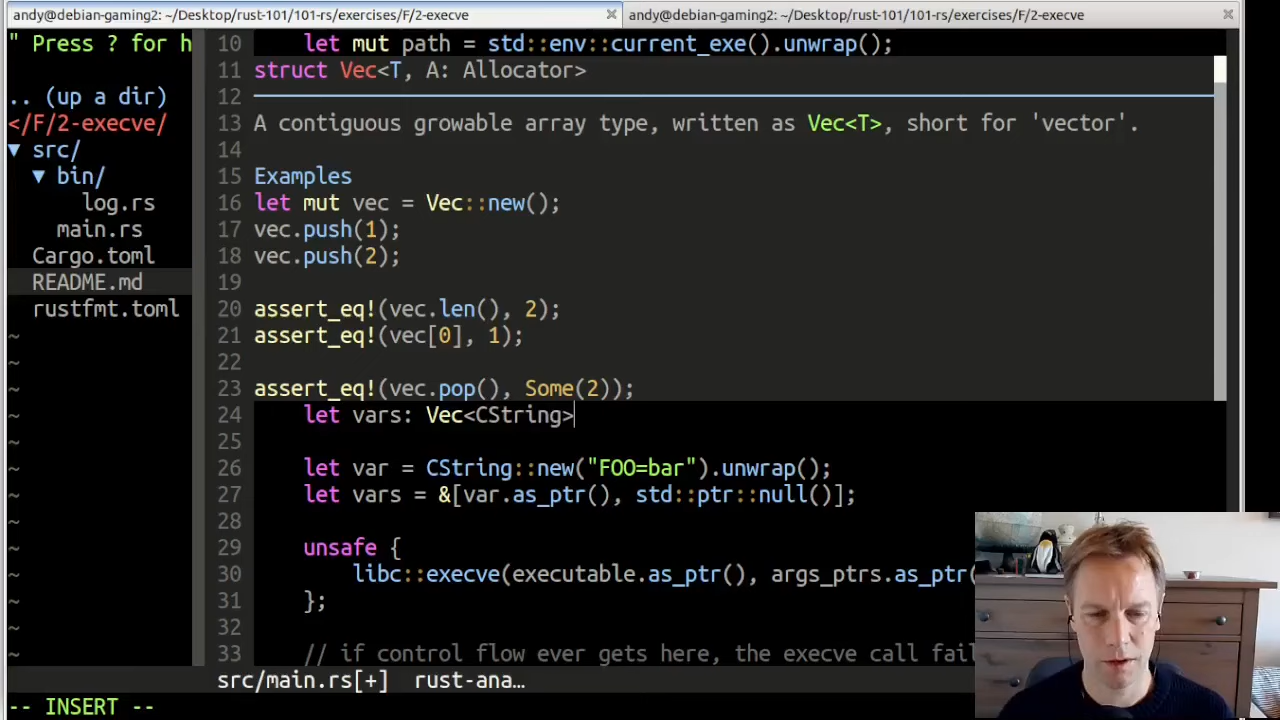 andy@debian-gaming2: ~/Desktop/rust-101/101-rs/exercises/F/2-execve
andy@debian-gaming2: ~/Desktop/rust-101/101-rs/exercises/F/2-execve
" Press ? for h
.. (up a dir)
</F/2-execve/
▼ src/
▼ bin/
log.rs
main.rs
Cargo.toml
README.md
rustfmt.toml
~
~
~
~
~
~
~
~
~
~
~
~
~
10 let mut path = std::env::current_exe().unwrap();
11 struct Vec<T, A: Allocator>
12
13 A contiguous growable array type, written as Vec<T>, short for 'vector'.
14
15 Examples
16 let mut vec = Vec::new();
17 vec.push(1);
18 vec.push(2);
19
20 assert_eq!(vec.len(), 2);
21 assert_eq!(vec[0], 1);
22
23 assert_eq!(vec.pop(), Some(2));
24 let vars: Vec<CString>
25
26 let var = CString::new("FOO=bar").unwrap();
27 let vars = &[var.as_ptr(), std::ptr::null()];
28
29 unsafe {
30 libc::execve(executable.as_ptr(), args_ptrs.as_ptr(
31 };
32
33 // if control flow ever gets here, the execve call fail
src/main.rs[+] rust-ana…
-- INSERT --